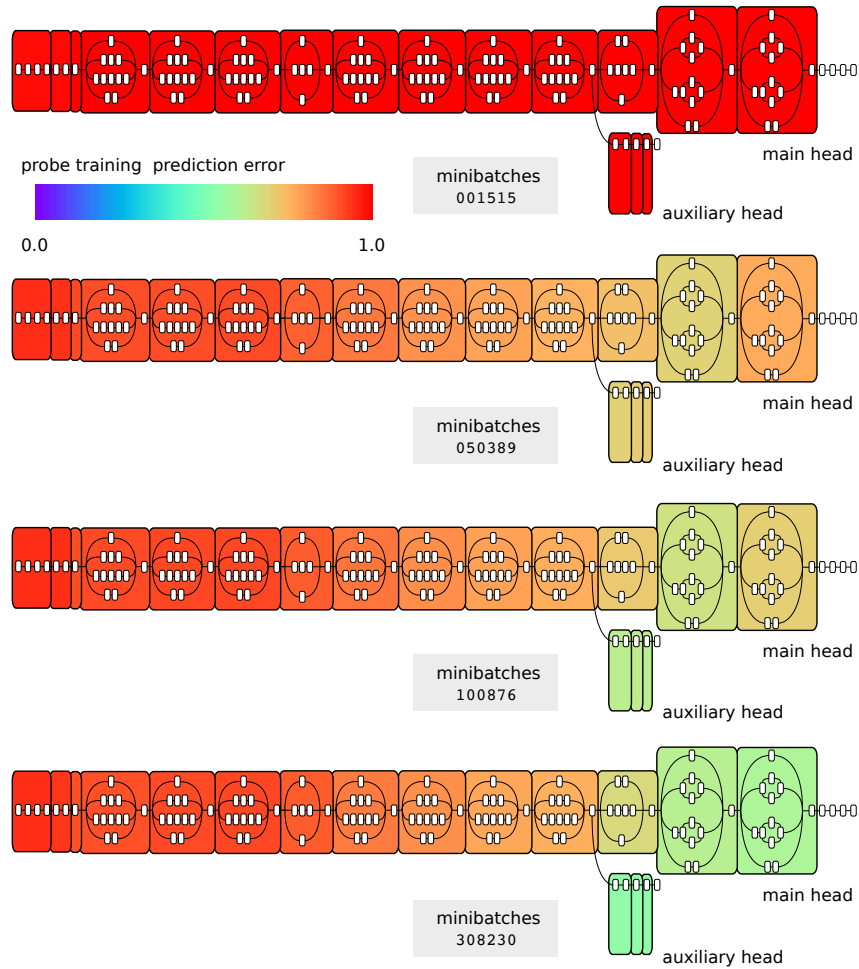 main head
probe training  prediction error
minibatches
001515
auxiliary head
0.0 1.0
main head
minibatches
050389
auxiliary head
main head
minibatches
100876
auxiliary head
main head
minibatches
308230
auxiliary head